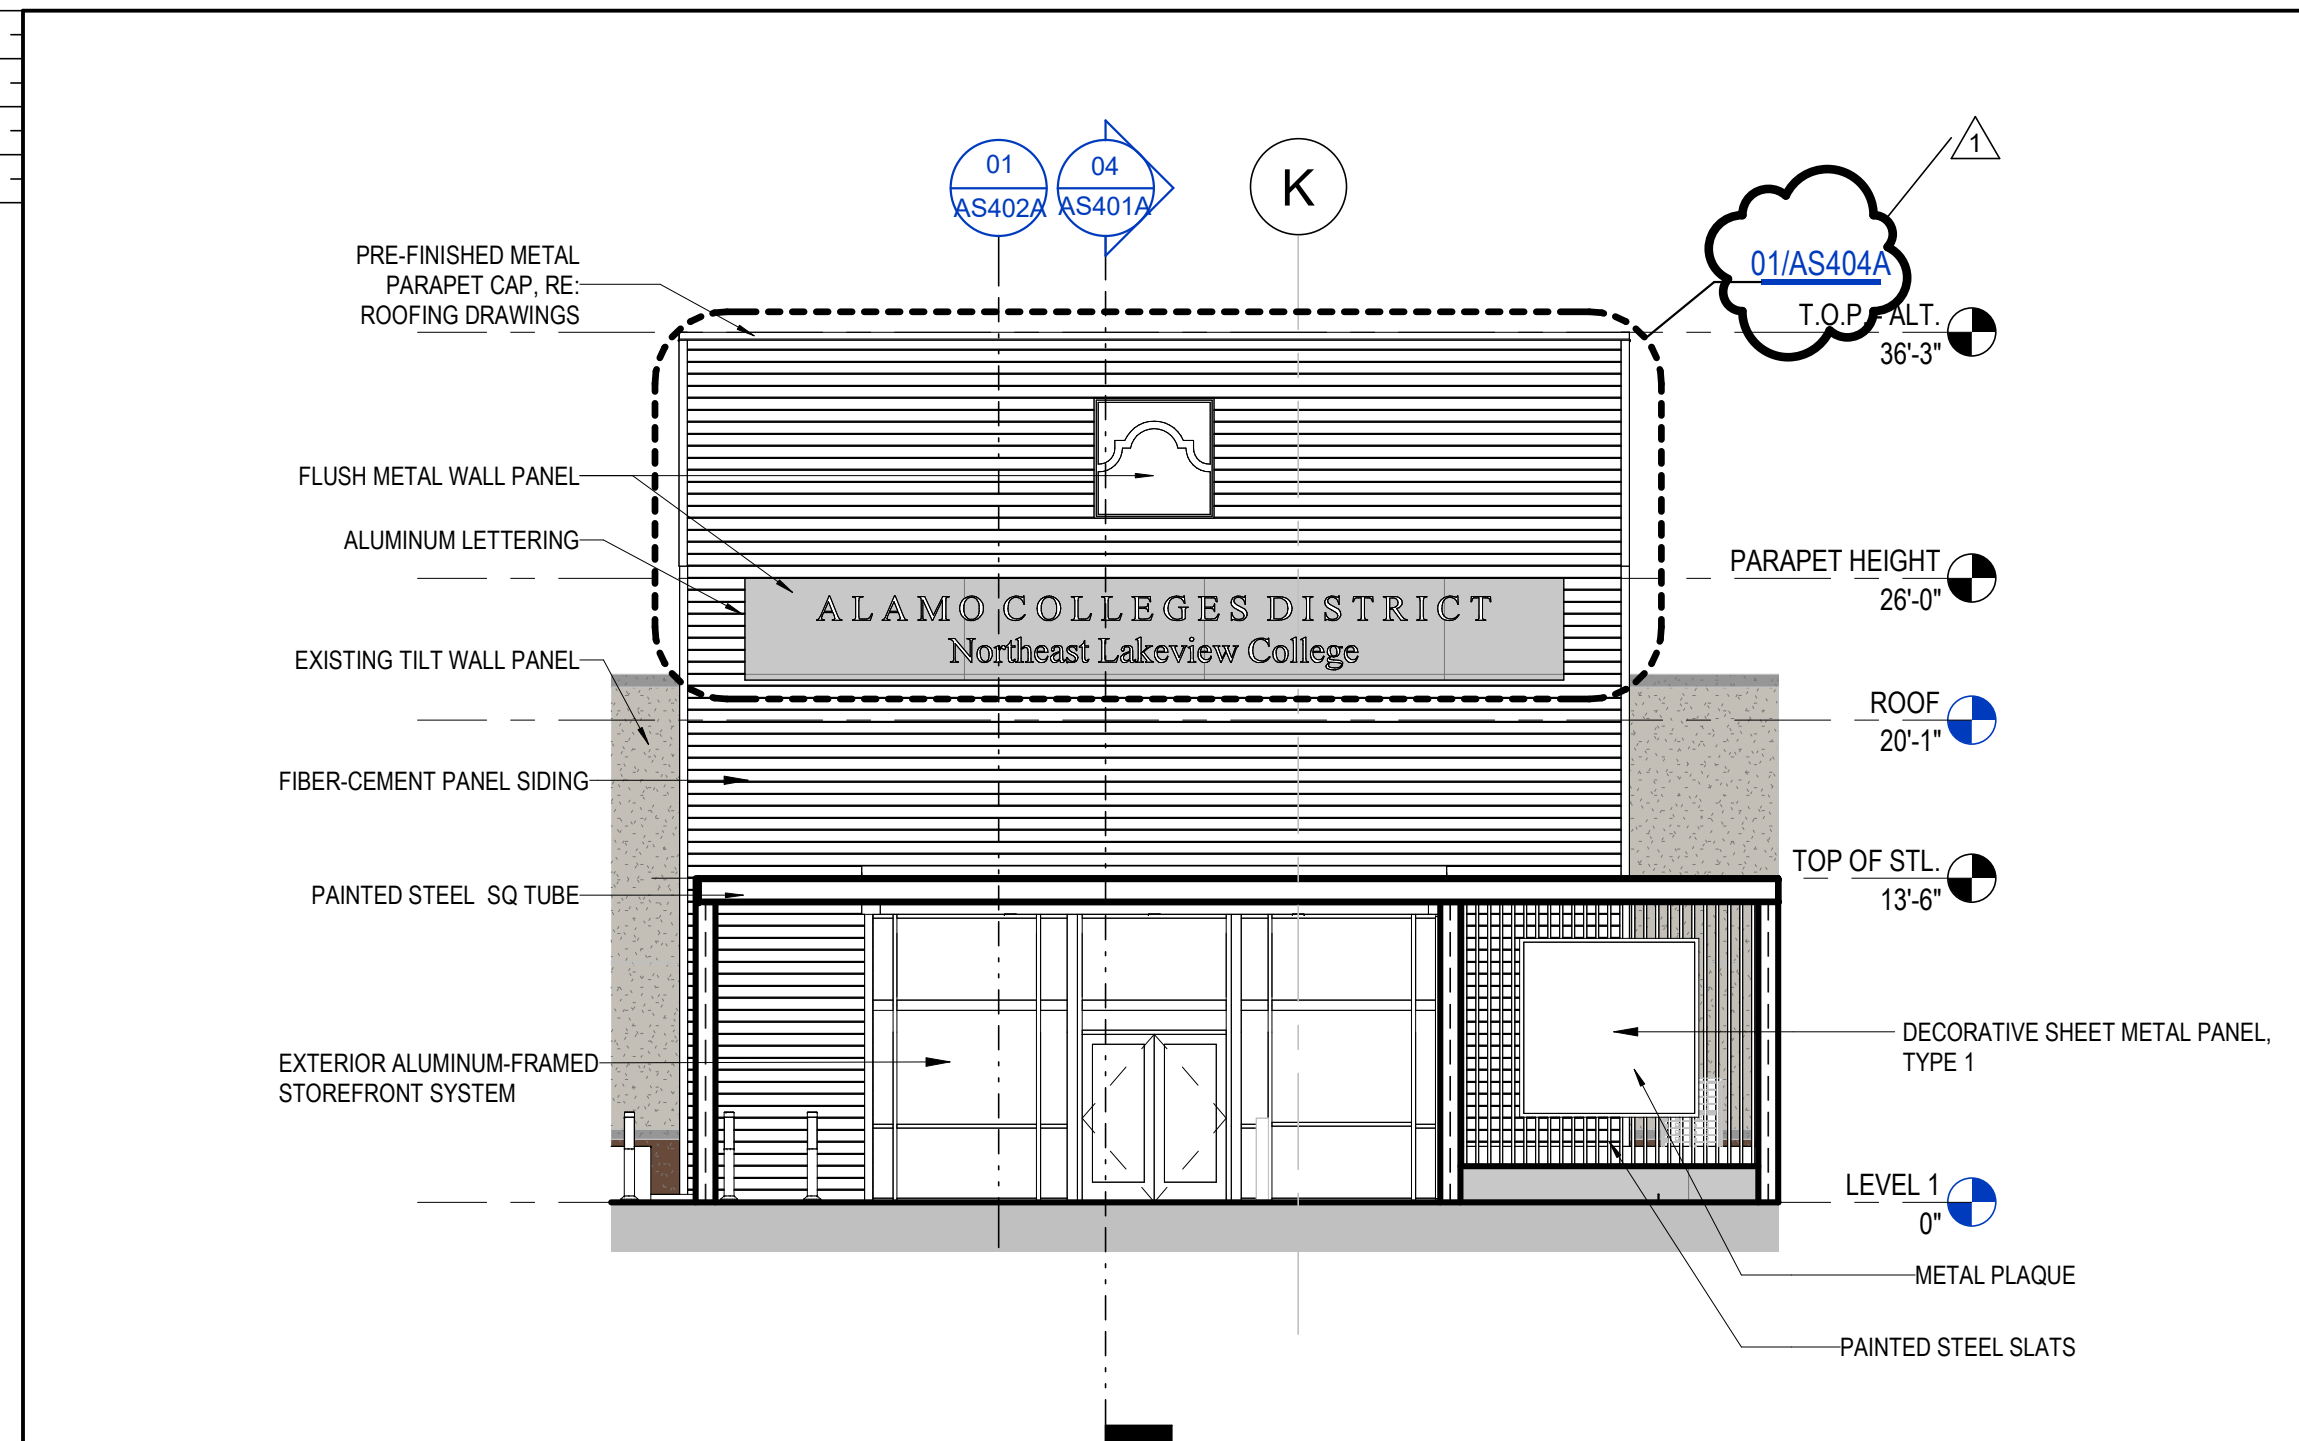 01
AS402A
04
AS401A
K
1
01/AS404A
PRE-FINISHED METAL
PARAPET CAP, RE:
ROOFING DRAWINGS
T.O.P.- ALT.
36'-3"
FLUSH METAL WALL PANEL
ALUMINUM LETTERING
PARAPET HEIGHT
26'-0"
ALAMO COLLEGES DISTRICT
Northeast Lakeview College
EXISTING TILT WALL PANEL
ROOF
20'-1"
FIBER-CEMENT PANEL SIDING
TOP OF STL.
13'-6"
PAINTED STEEL SQ TUBE
EXTERIOR ALUMINUM-FRAMED
STOREFRONT SYSTEM
DECORATIVE SHEET METAL PANEL,
TYPE 1
LEVEL 1
0"
METAL PLAQUE
PAINTED STEEL SLATS